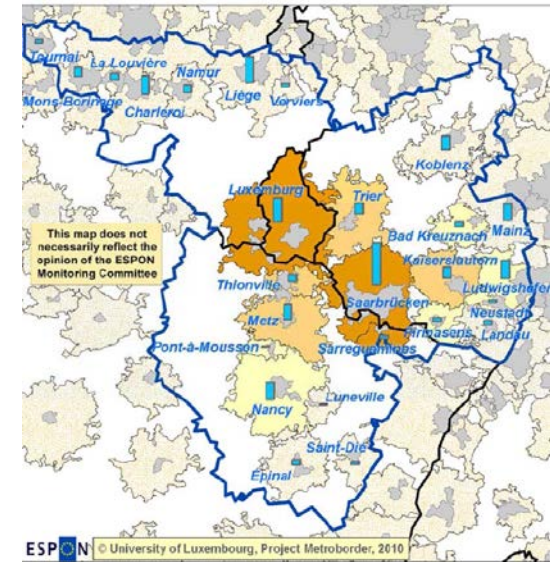 Tournai
La Louvière
Namur
Liège
Verviers
Mons-Borinage
Charleroi
Koblenz
Luxemburg
Trier
Mainz
Bad Kreuznach
This map does not
necessarily reflect the
opinion of the ESPON
Monitoring Committee
Kaiserslautern
Thionville
Ludwigshafen
Saarbrücken
Neustadt
Metz
Pirmasens
Landau
Pont-à-Mousson
Sarreguemines
Nancy
Luneville
Saint-Dié
Epinal
ESPON
© University of Luxembourg, Project Metroborder, 2010